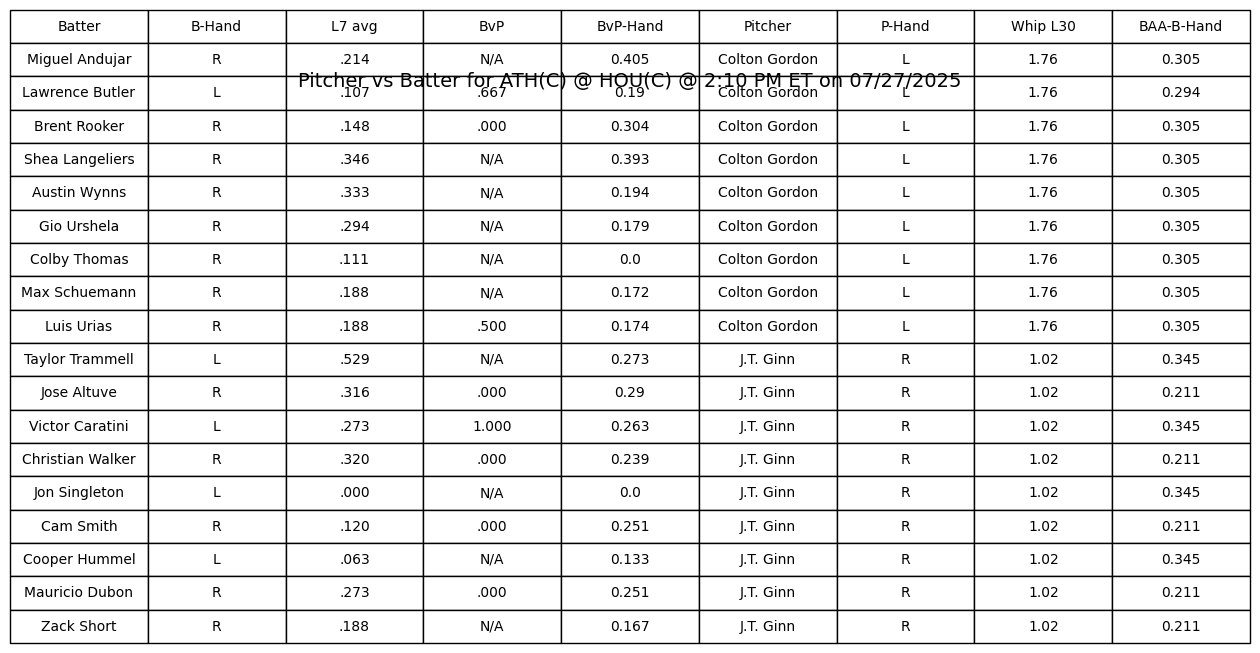 Batter B-Hand L7 avg BvP BvP-Hand Pitcher P-Hand Whip L30 BAA-B-Hand
Miguel Andujar R .214 N/A 0.405 Colton Gordon L 1.76 0.305
Pitcher vs Batter for ATH(C) @ HOU(C) @ 2:10 PM ET on 07/27/2025
Lawrence Butler L .107 .667 0.19 Colton Gordon L 1.76 0.294
Brent Rooker R .148 .000 0.304 Colton Gordon L 1.76 0.305
Shea Langeliers R .346 N/A 0.393 Colton Gordon L 1.76 0.305
Austin Wynns R .333 N/A 0.194 Colton Gordon L 1.76 0.305
Gio Urshela R .294 N/A 0.179 Colton Gordon L 1.76 0.305
Colby Thomas R .111 N/A 0.0 Colton Gordon L 1.76 0.305
Max Schuemann R .188 N/A 0.172 Colton Gordon L 1.76 0.305
Luis Urias R .188 .500 0.174 Colton Gordon L 1.76 0.305
Taylor Trammell L .529 N/A 0.273 J.T. Ginn R 1.02 0.345
Jose Altuve R .316 .000 0.29 J.T. Ginn R 1.02 0.211
Victor Caratini L .273 1.000 0.263 J.T. Ginn R 1.02 0.345
Christian Walker R .320 .000 0.239 J.T. Ginn R 1.02 0.211
Jon Singleton L .000 N/A 0.0 J.T. Ginn R 1.02 0.345
Cam Smith R .120 .000 0.251 J.T. Ginn R 1.02 0.211
Cooper Hummel L .063 N/A 0.133 J.T. Ginn R 1.02 0.345
Mauricio Dubon R .273 .000 0.251 J.T. Ginn R 1.02 0.211
Zack Short R .188 N/A 0.167 J.T. Ginn R 1.02 0.211